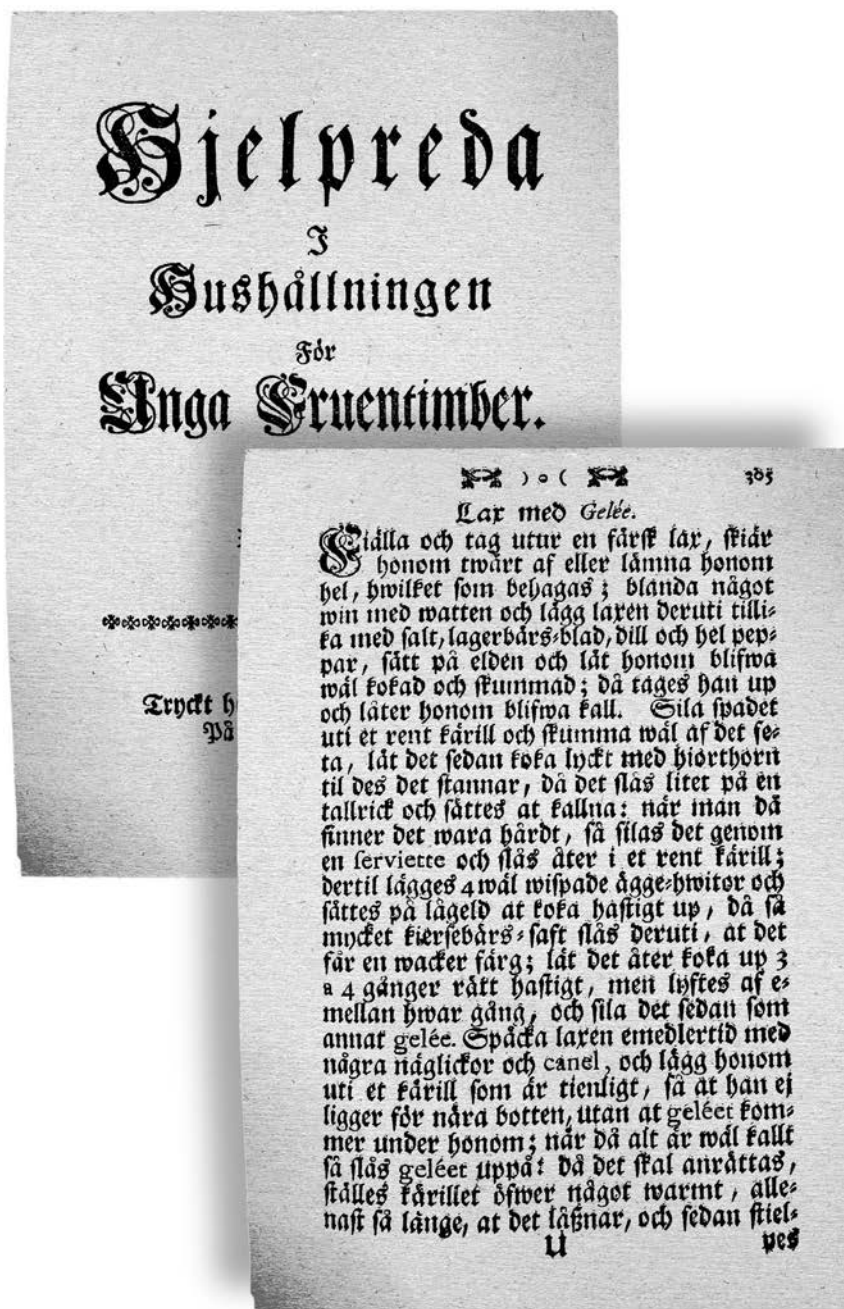 Hjelpreda
I
Hushållningen
För
Unga Fruentimber.
Tryckt h
På
) o ( 305
Lax med Gelée.
Fiälla och tag utur en färsk lax, skiär
honom twärt af eller lämna honom
hel, hwilket som behagas; blanda något
win med watten och lägg laxen deruti tilli-
ka med salt, lagerbärs-blad, dill och hel pep-
par, sätt på elden och låt honom blifwa
wäl kokad och skummad; då tages han up
och låter honom blifwa kall. Sila spadet
uti et rent kärill och skumma wäl af det fe-
ta, låt det sedan koka lyckt med hiorthorn
til des det stannar, då det slås litet på en
tallrick och sättes at kallna: när man då
finner det wara hårdt, så silas det genom
en serviette och slås åter i et rent kärill;
dertil lägges 4 wäl wispade ägge-hwitor och
sättes på lågeld at koka hastigt up, då så
mycket kiersebärs-saft slås deruti, at det
får en wacker färg; låt det åter koka up 3
a 4 gånger rätt hastigt, men lyftes af e-
mellan hwar gång, och sila det sedan som
annat gelée. Späcka laxen emedlertid med
några näglickor och canel, och lägg honom
uti et kärill som är tienligt, så at han ej
ligger för nära botten, utan at geléet kom-
mer under honom; när då alt är wäl kallt
så slås geléet uppå: då det skal anrättas,
ställes kärillet öfwer något warmt, alle-
nast så länge, at det låßnar, och sedan stiel-
U pes